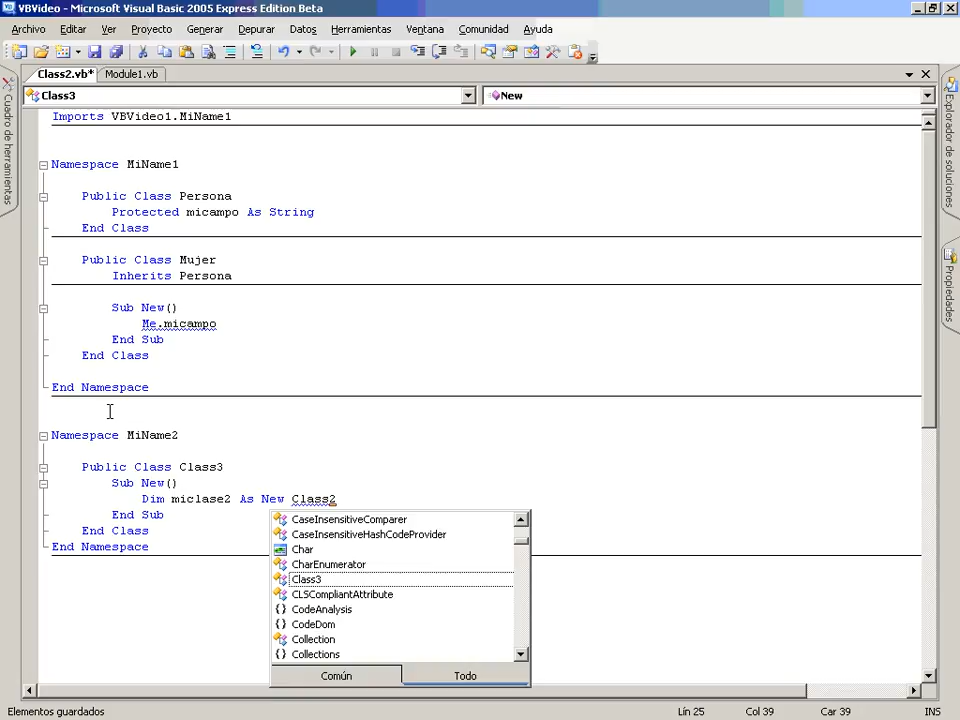 VBVideo - Microsoft Visual Basic 2005 Express Edition Beta
Archivo Editar Ver Proyecto Generar Depurar Datos Herramientas Ventana Comunidad Ayuda
Class2.vb* Module1.vb
Class3 New
Cuadro de herramientas
Explorador de soluciones
Propiedades
Imports VBVideo1.MiName1
Namespace MiName1
Public Class Persona
Protected micampo As String
End Class
Public Class Mujer
Inherits Persona
Sub New()
Me.micampo
End Sub
End Class
End Namespace
Namespace MiName2
Public Class Class3
Sub New()
Dim miclase2 As New Class2
End Sub
End Class
End Namespace
CaseInsensitiveComparer
CaseInsensitiveHashCodeProvider
Char
CharEnumerator
Class3
CLSCompliantAttribute
{} CodeAnalysis
{} CodeDom
Collection
{} Collections
Común Todo
Elementos guardados Lín 25 Col 39 Car 39 INS